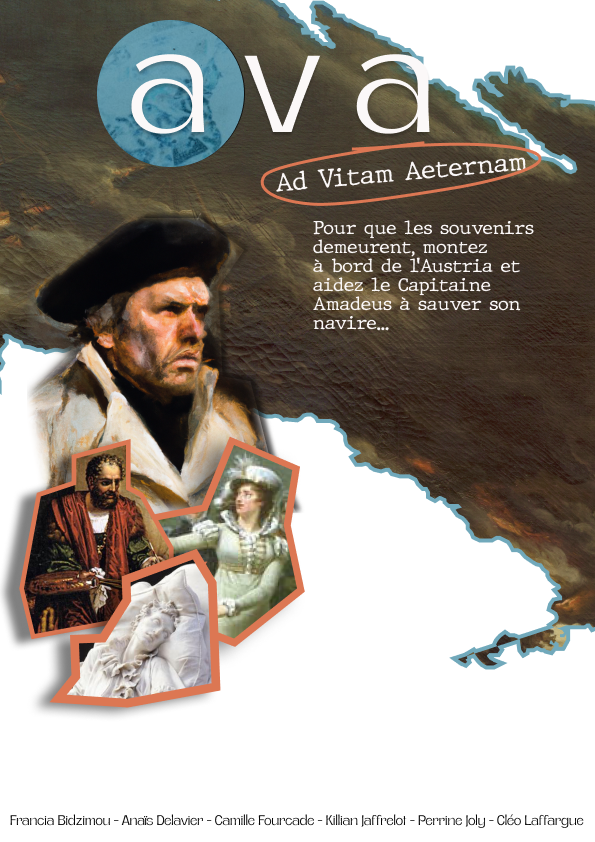 ava
Ad Vitam Aeternam
Pour que les souvenirs
demeurent, montez
à bord de l'Austria et
aidez le Capitaine
Amadeus à sauver son
navire...
Francia Bidzimou - Anaïs Delavier - Camille Fourcade - Killian Jaffrelot - Perrine Joly - Cléo Laffargue